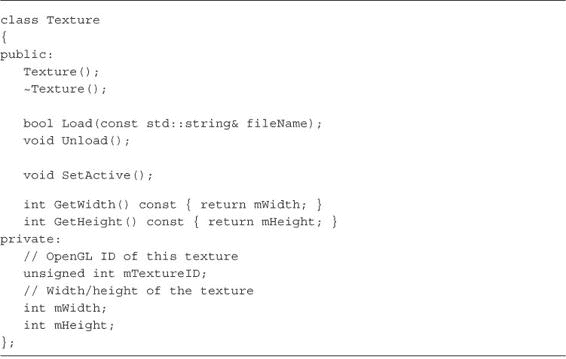 class Texture
{
public:
   Texture();
   ~Texture();
   bool Load(const std::string& fileName);
   void Unload();
   void SetActive();
   int GetWidth() const { return mWidth; }
   int GetHeight() const { return mHeight; }
private:
   // OpenGL ID of this texture
   unsigned int mTextureID;
   // Width/height of the texture
   int mWidth;
   int mHeight;
};